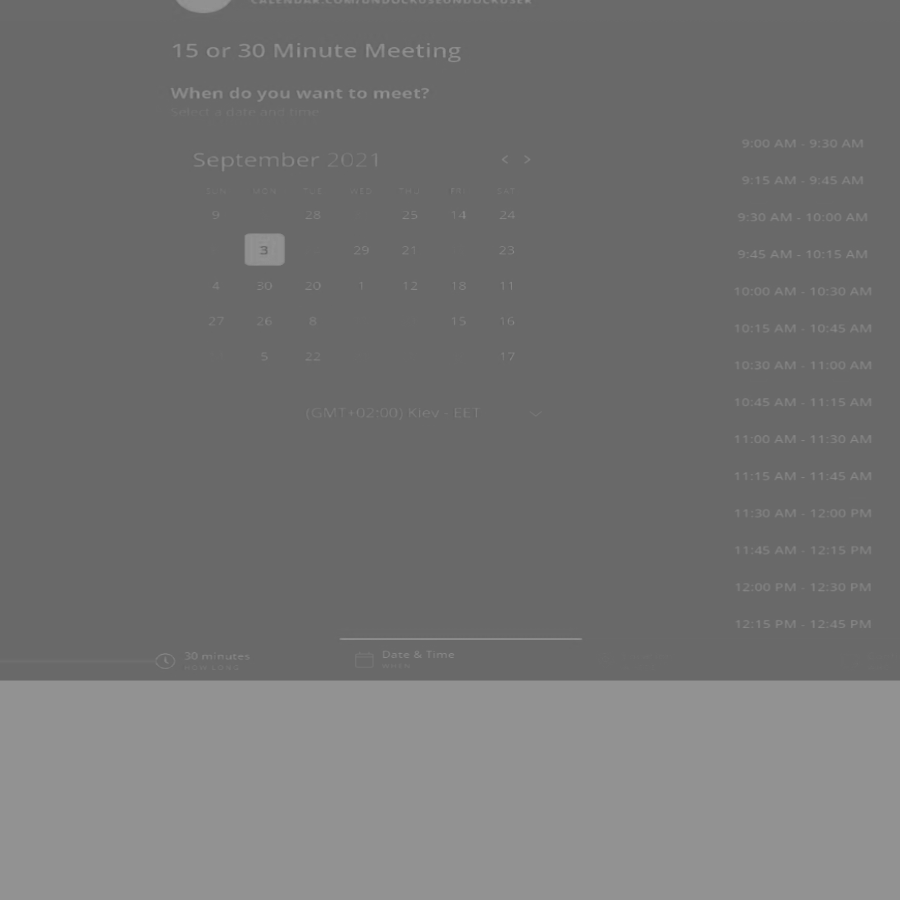 15 or 30 Minute Meeting
When do you want to meet?
Select a date and time
September 2021 < >
SUN MON TUE WED THU FRI SAT
9 28 25 14 24
3 29 21 23
4 30 20 1 12 18 11
27 26 8 15 16
5 22 17
(GMT+02:00) Kiev - EET
9:00 AM - 9:30 AM
9:15 AM - 9:45 AM
9:30 AM - 10:00 AM
9:45 AM - 10:15 AM
10:00 AM - 10:30 AM
10:15 AM - 10:45 AM
10:30 AM - 11:00 AM
10:45 AM - 11:15 AM
11:00 AM - 11:30 AM
11:15 AM - 11:45 AM
11:30 AM - 12:00 PM
11:45 AM - 12:15 PM
12:00 PM - 12:30 PM
12:15 PM - 12:45 PM
30 minutes
HOW LONG
Date & Time
WHEN